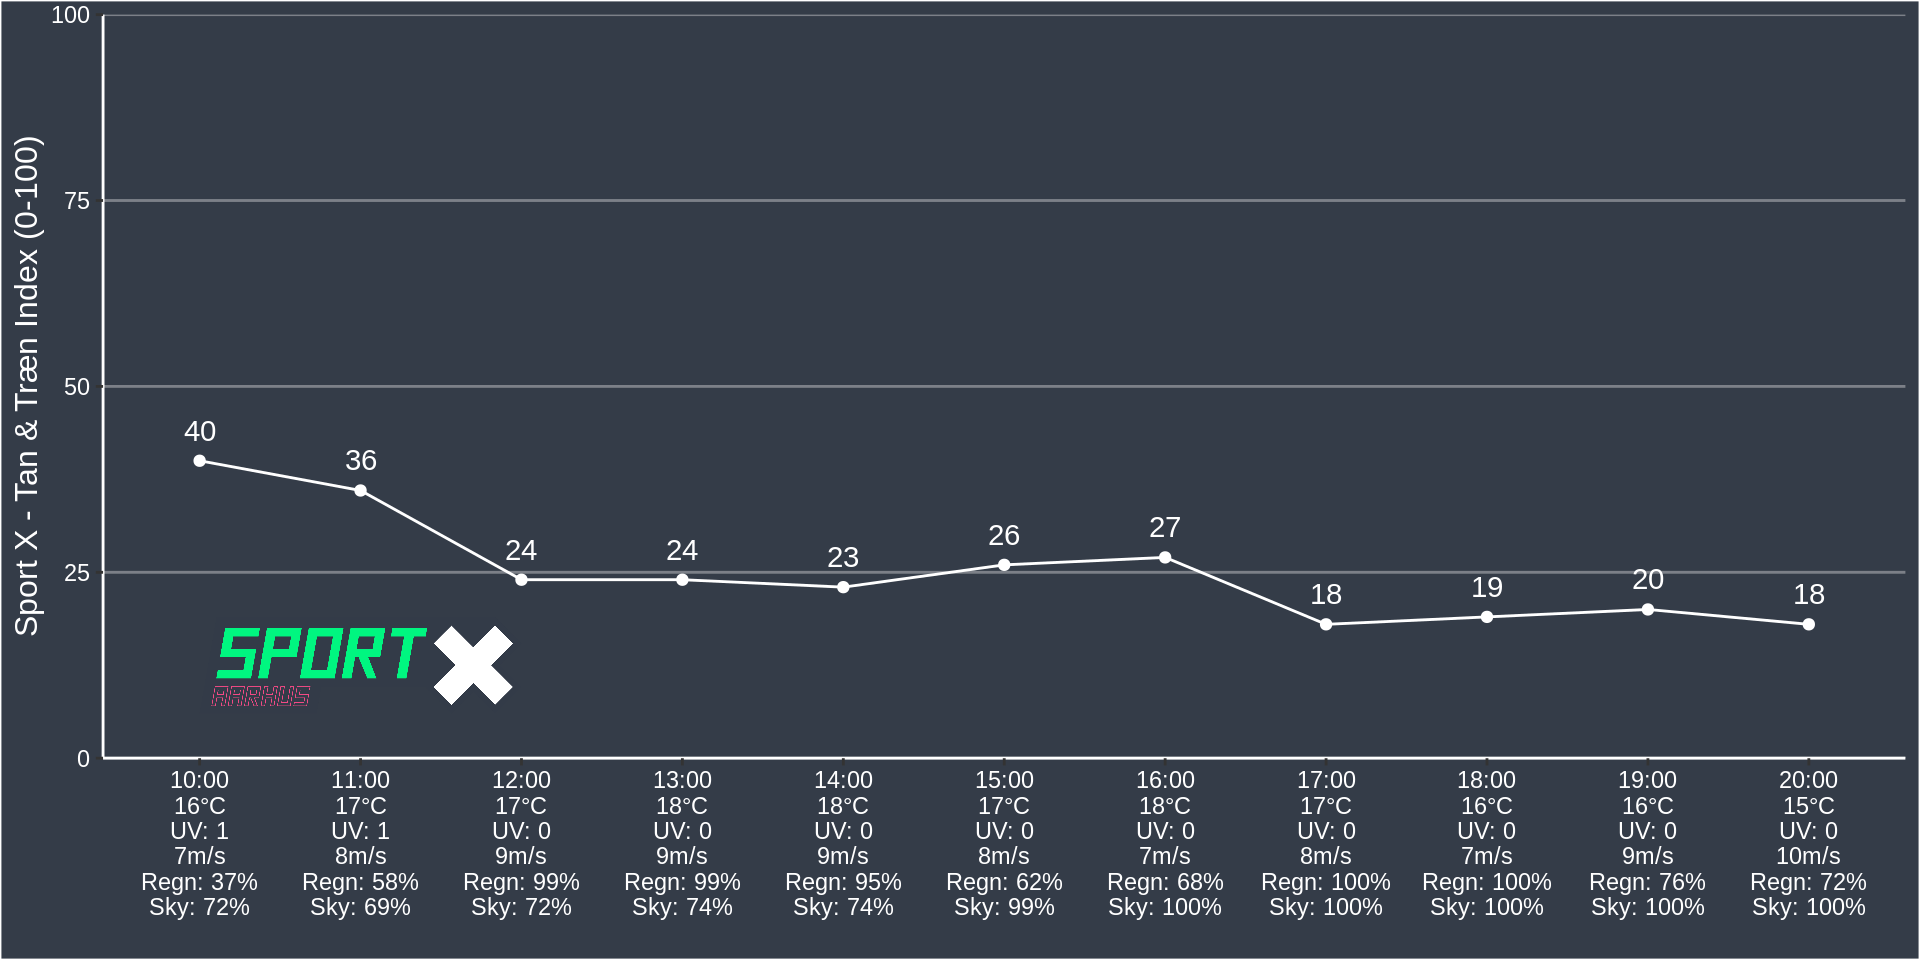 Sport X - Tan & Træn Index (0-100)
100
75
50
25
0
40
36
24
24
23
26
27
18
19
20
18
SPORT X
AARHUS
10:00 11:00 12:00 13:00 14:00 15:00 16:00 17:00 18:00 19:00 20:00
16°C 17°C 17°C 18°C 18°C 17°C 18°C 17°C 16°C 16°C 15°C
UV: 1 UV: 1 UV: 0 UV: 0 UV: 0 UV: 0 UV: 0 UV: 0 UV: 0 UV: 0 UV: 0
7m/s 8m/s 9m/s 9m/s 9m/s 8m/s 7m/s 8m/s 7m/s 9m/s 10m/s
Regn: 37% Regn: 58% Regn: 99% Regn: 99% Regn: 95% Regn: 62% Regn: 68% Regn: 100% Regn: 100% Regn: 76% Regn: 72%
Sky: 72% Sky: 69% Sky: 72% Sky: 74% Sky: 74% Sky: 99% Sky: 100% Sky: 100% Sky: 100% Sky: 100% Sky: 100%